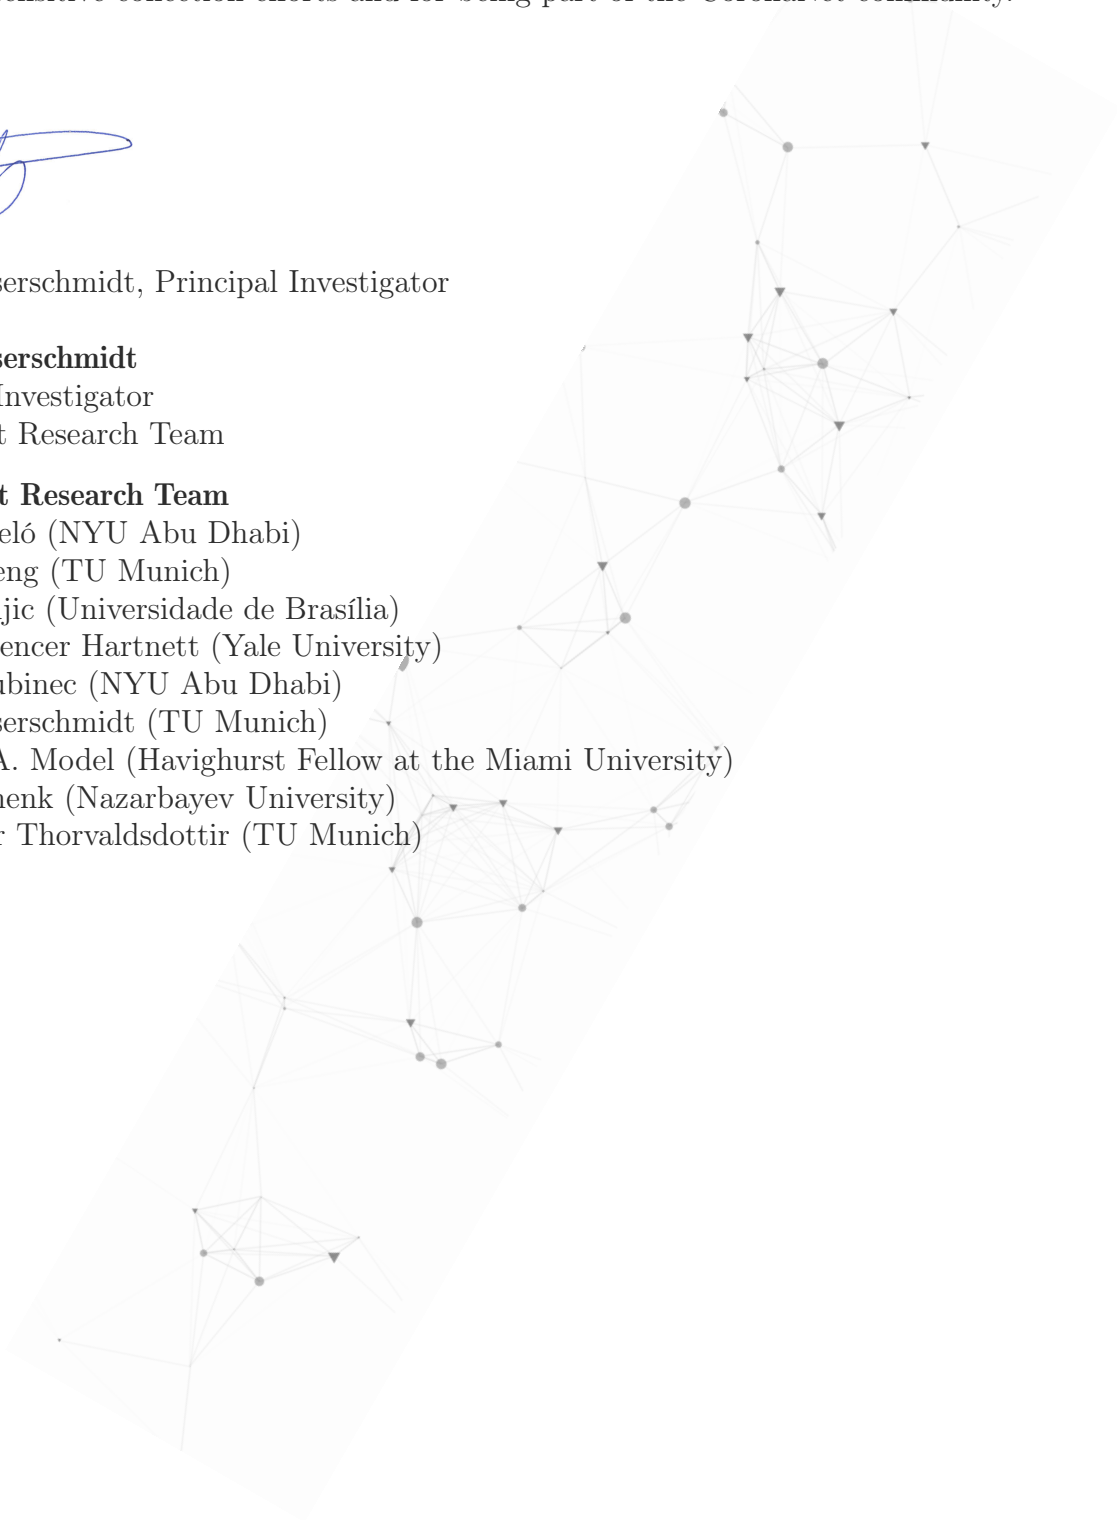 community.
serschmidt, Principal Investigator
serschmidt
Investigator
t Research Team
t Research Team
eló (NYU Abu Dhabi)
eng (TU Munich)
jic (Universidade de Brasília)
encer Hartnett (Yale University)
ubinec (NYU Abu Dhabi)
serschmidt (TU Munich)
A. Model (Havighurst Fellow at the Miami University)
henk (Nazarbayev University)
r Thorvaldsdottir (TU Munich)